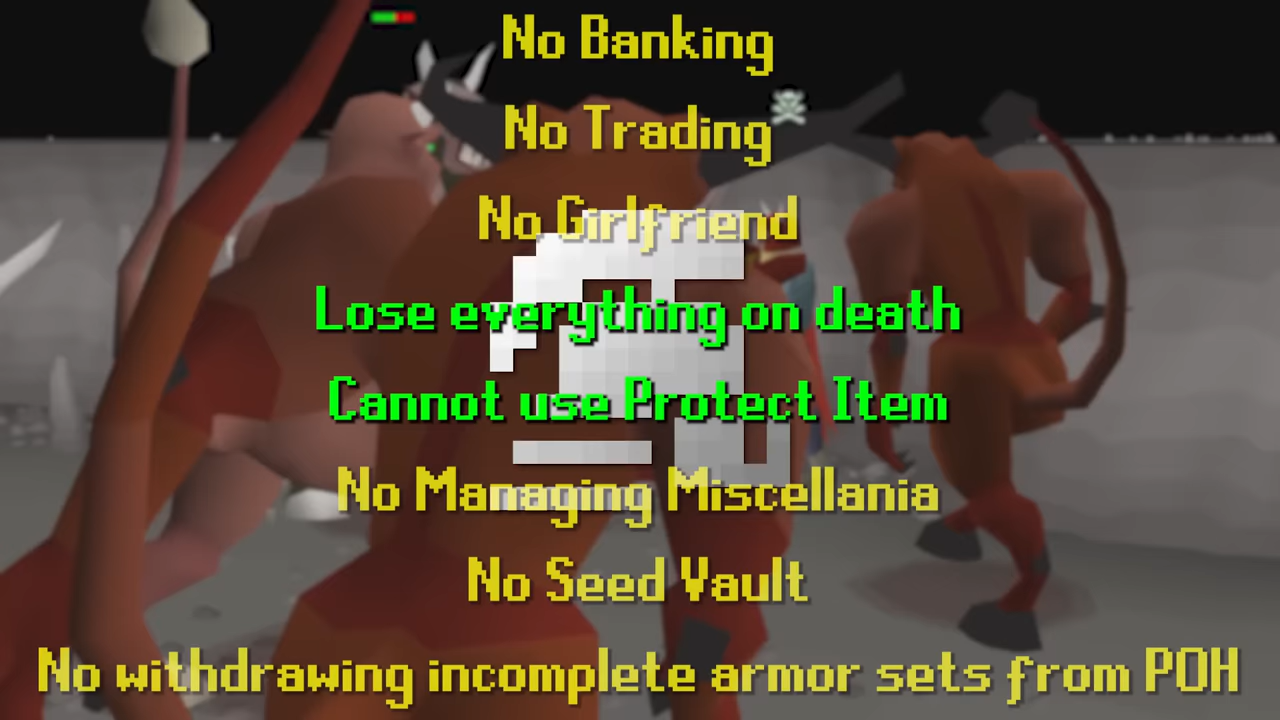 No Banking
No Trading
No Girlfriend
Lose everything on death
Cannot use Protect Item
No Managing Miscellania
No Seed Vault
No withdrawing incomplete armor sets from POH